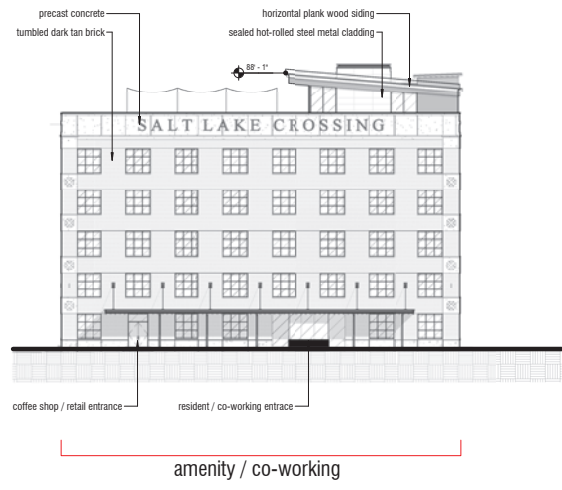 precast concrete
horizontal plank wood siding
tumbled dark tan brick
sealed hot-rolled steel metal cladding
88' - 1"
SALT LAKE CROSSING
coffee shop / retail entrance
resident / co-working entrace
amenity / co-working